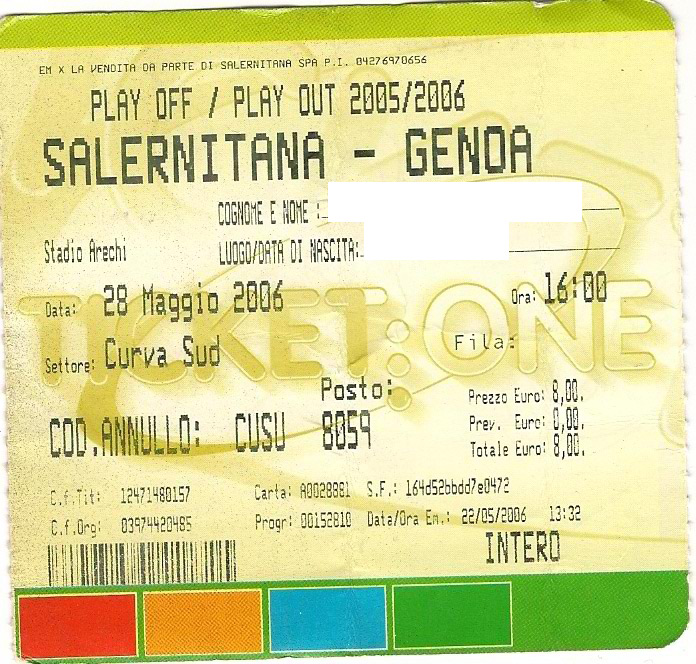 EM X LA VENDITA DA PARTE DI SALERNITANA SPA P.I. 04276970656
PLAY OFF / PLAY OUT 2005/2006
SALERNITANA - GENOA
COGNOME E NOME :
Stadio Arechi LUOGO/DATA DI NASCITA:
Data: 28 Maggio 2006 Ora: 16:00
TICKET:ONE
Settore: Curva Sud Fila:
Posto: Prezzo Euro: 8,00.
COD.ANNULLO: CUSU 8059 Prev. Euro: 0,00.
Totale Euro: 8,00.
C.f.Tit: 12471480157 Carta: A0028881 S.F.: 164d52bbdd7e0472
C.f.Org: 03974420485 Progr: 00152810 Data/Ora Em.: 22/05/2006 13:32
INTERO